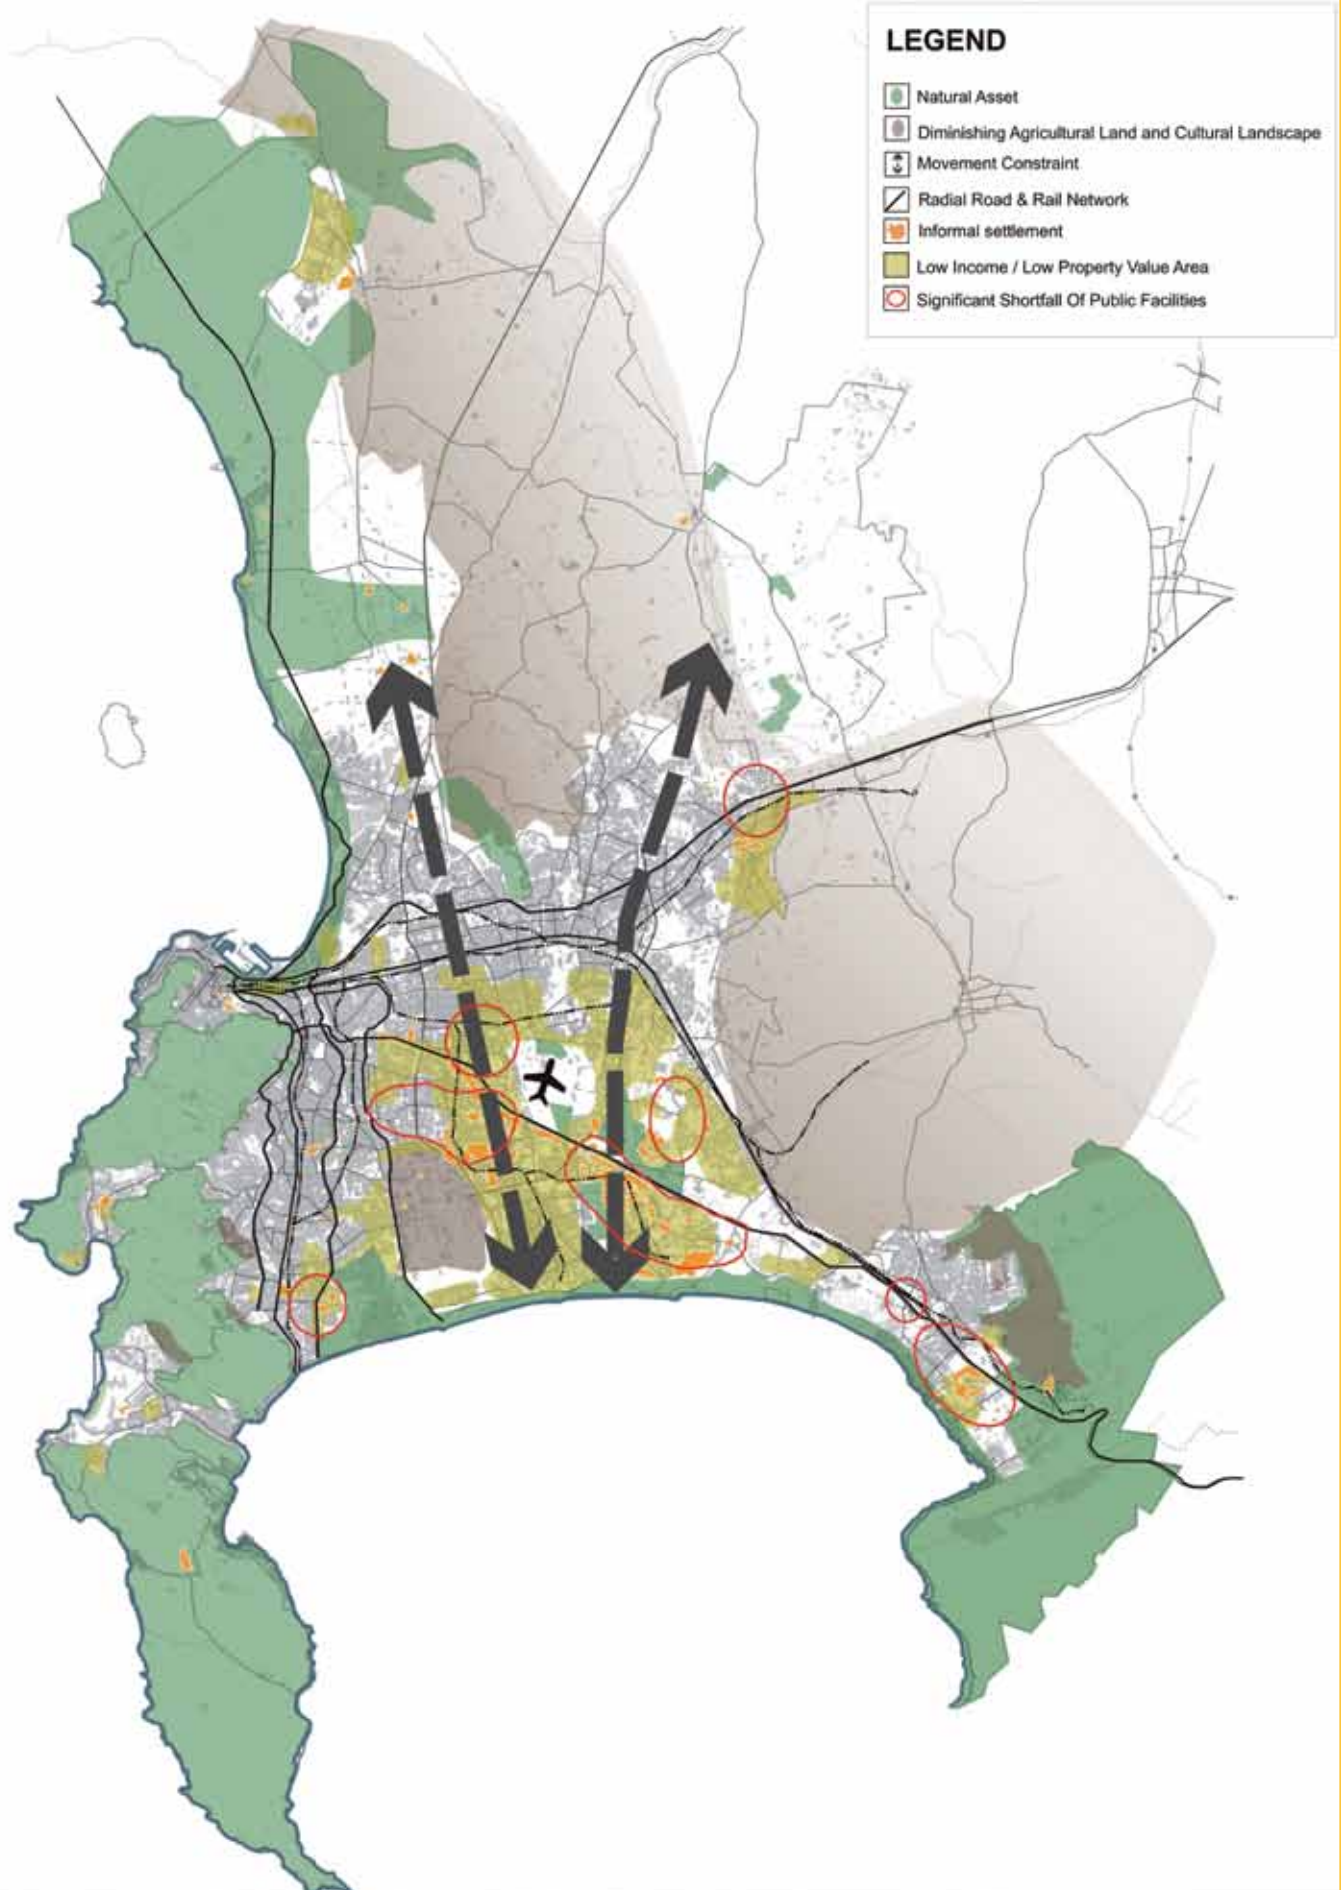 LEGEND
Natural Asset
Diminishing Agricultural Land and Cultural Landscape
Movement Constraint
Radial Road & Rail Network
Informal settlement
Low Income / Low Property Value Area
Significant Shortfall Of Public Facilities